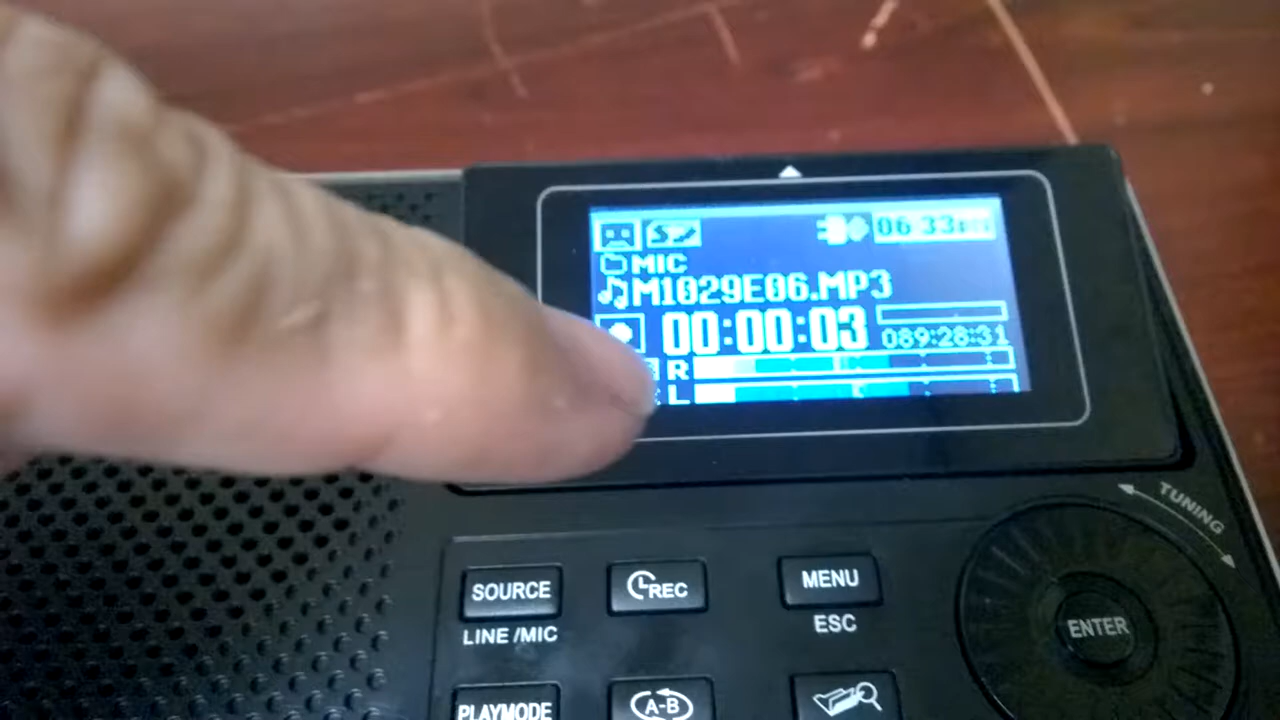 06:33
MIC
M1029E06.MP3
00:00:03
089:28:31
R
L
TUNING
SOURCE
REC
MENU
LINE /MIC
ESC
ENTER
PLAYMODE
A-B